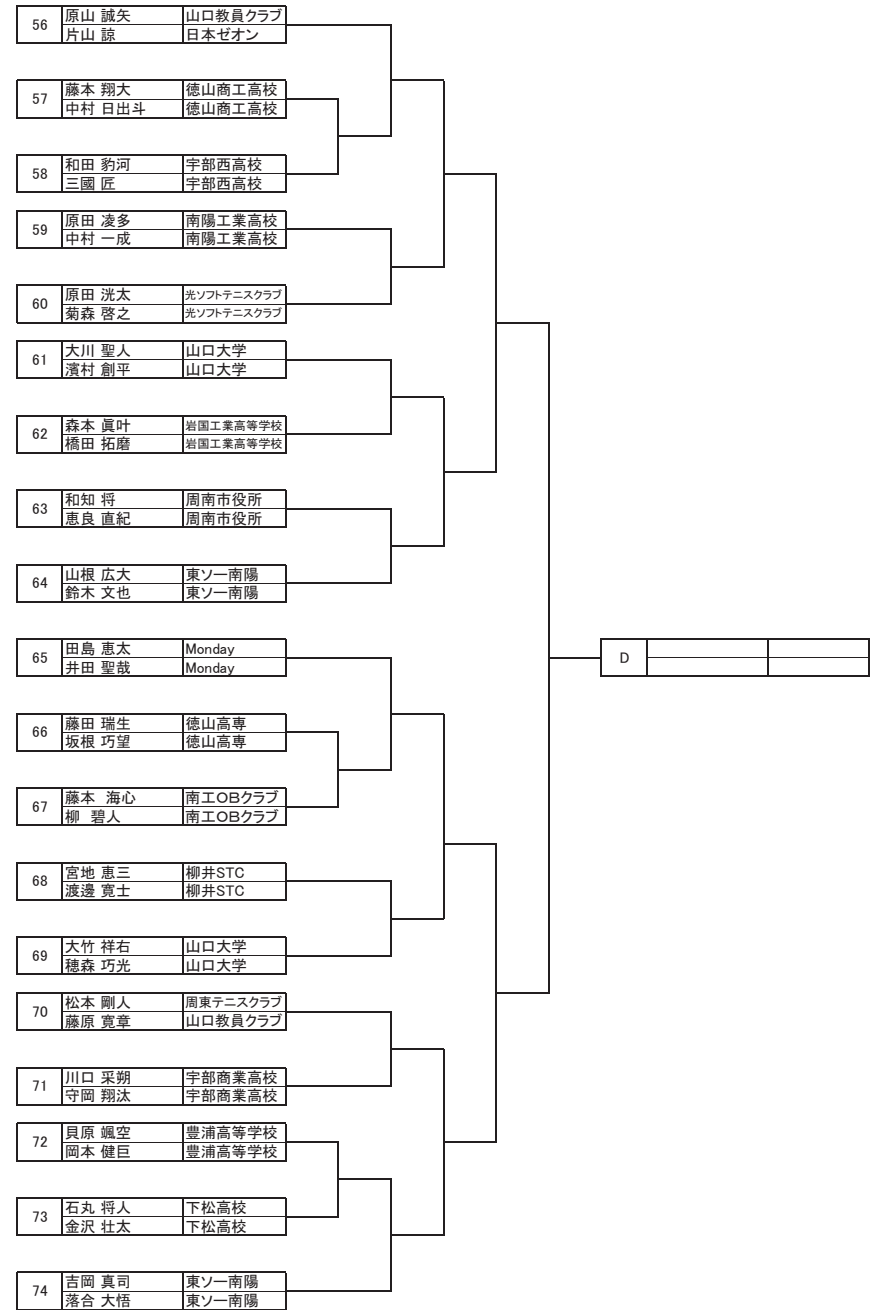 56 原山 誠矢 山口教員クラブ
片山 諒 日本ゼオン
57 藤本 翔大 徳山商工高校
中村 日出斗 徳山商工高校
58 和田 豹河 宇部西高校
三國 匠 宇部西高校
59 原田 凌多 南陽工業高校
中村 一成 南陽工業高校
60 原田 洸太 光ソフトテニスクラブ
菊森 啓之 光ソフトテニスクラブ
61 大川 聖人 山口大学
濱村 創平 山口大学
62 森本 眞叶 岩国工業高等学校
橋田 拓磨 岩国工業高等学校
63 和知 将 周南市役所
恵良 直紀 周南市役所
64 山根 広大 東ソー南陽
鈴木 文也 東ソー南陽
65 田島 恵太 Monday
井田 聖哉 Monday
D
66 藤田 瑞生 徳山高専
坂根 巧望 徳山高専
67 藤本 海心 南工OBクラブ
柳 碧人 南工OBクラブ
68 宮地 恵三 柳井STC
渡邊 寛士 柳井STC
69 大竹 祥右 山口大学
穂森 巧光 山口大学
70 松本 剛人 周東テニスクラブ
藤原 寛章 山口教員クラブ
71 川口 采朔 宇部商業高校
守岡 翔汰 宇部商業高校
72 貝原 颯空 豊浦高等学校
岡本 健巨 豊浦高等学校
73 石丸 将人 下松高校
金沢 壮太 下松高校
74 吉岡 真司 東ソー南陽
落合 大悟 東ソー南陽